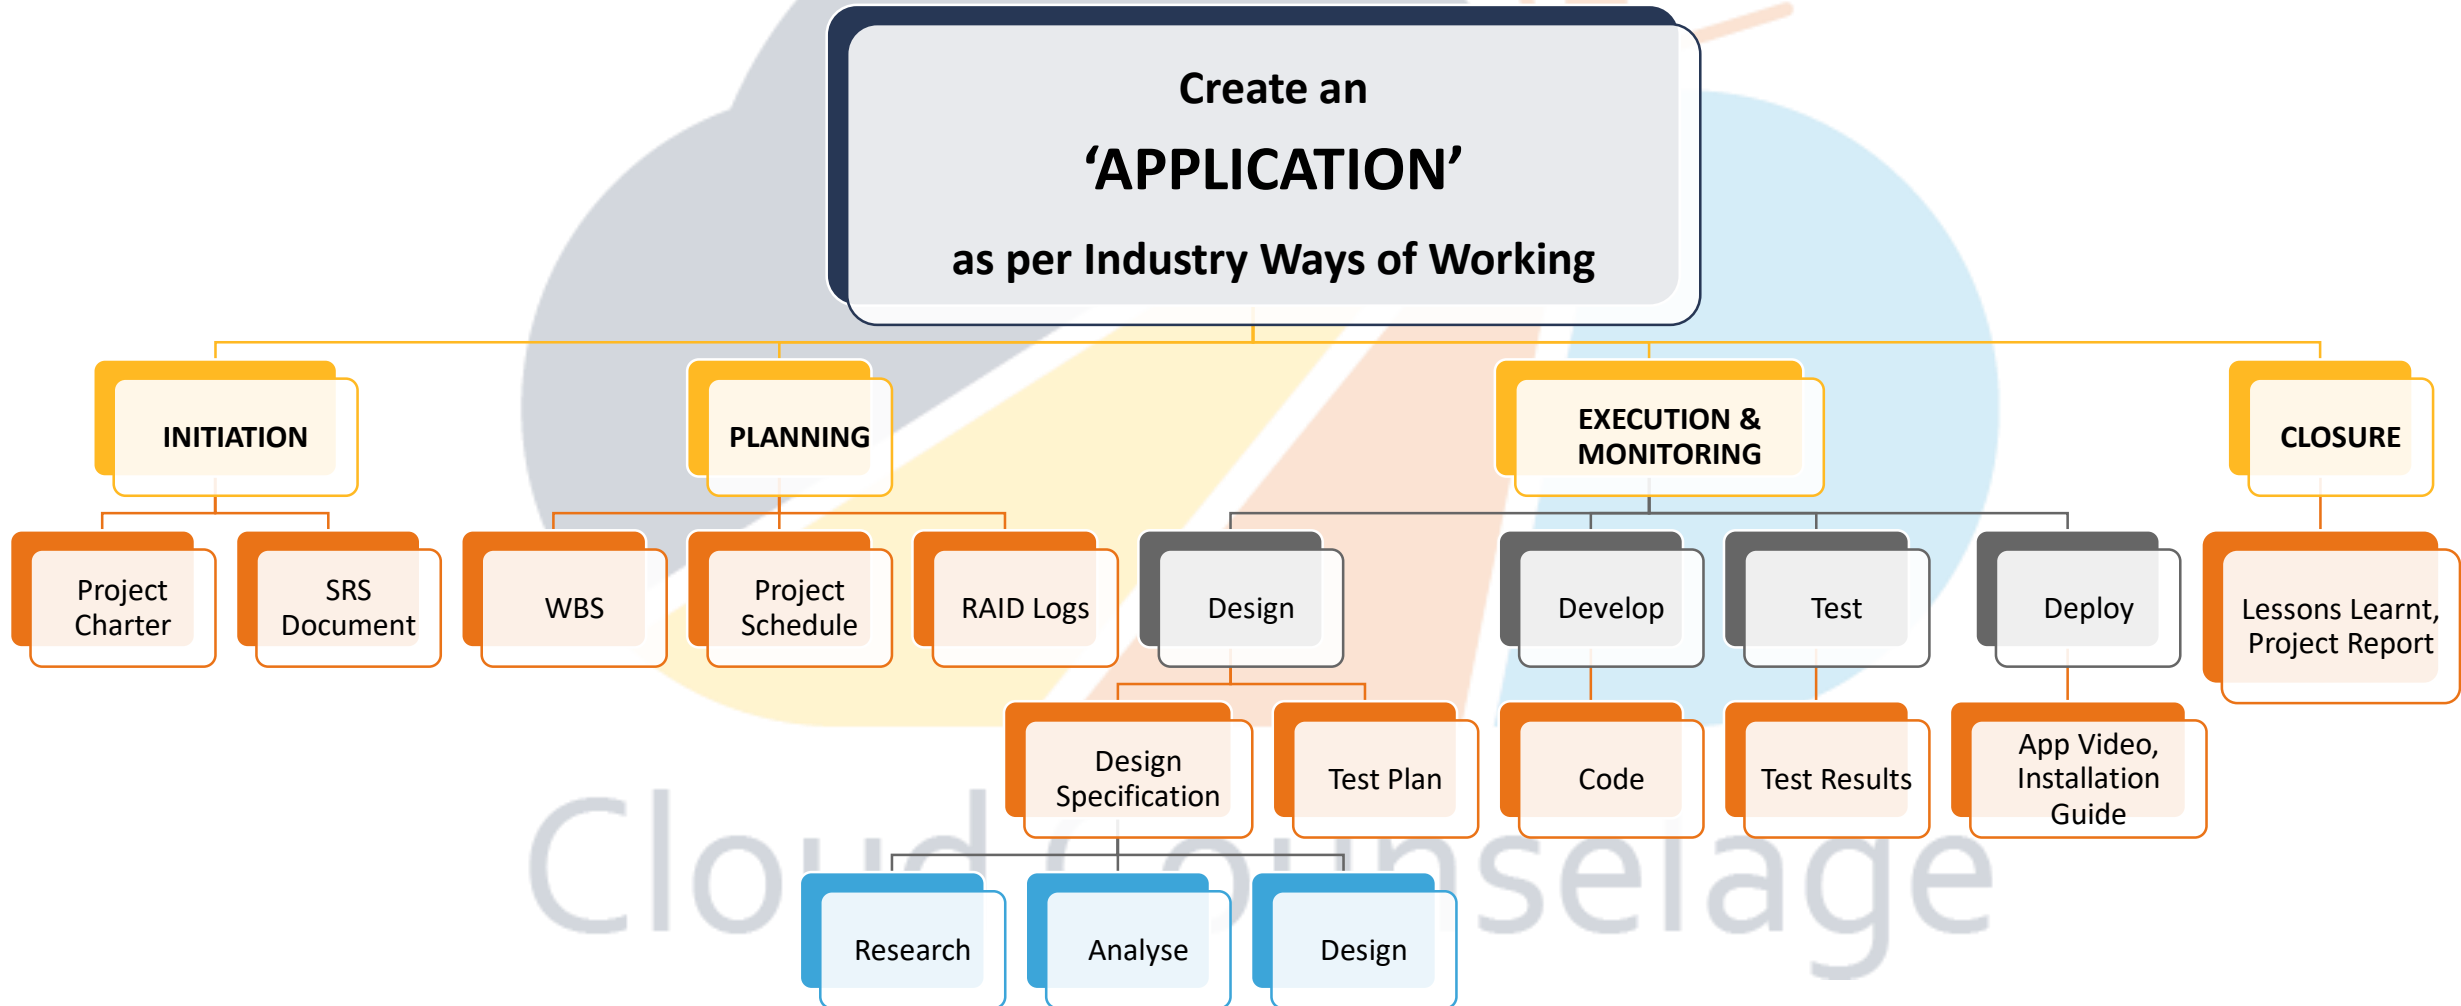 Create an
‘APPLICATION’
as per Industry Ways of Working
INITIATION
PLANNING
EXECUTION &
MONITORING
CLOSURE
Project
Charter
SRS
Document
WBS
Project
Schedule
RAID Logs
Design
Develop
Test
Deploy
Lessons Learnt,
Project Report
Design
Specification
Test Plan
Code
Test Results
App Video,
Installation
Guide
Research
Analyse
Design
Cloud Counselage